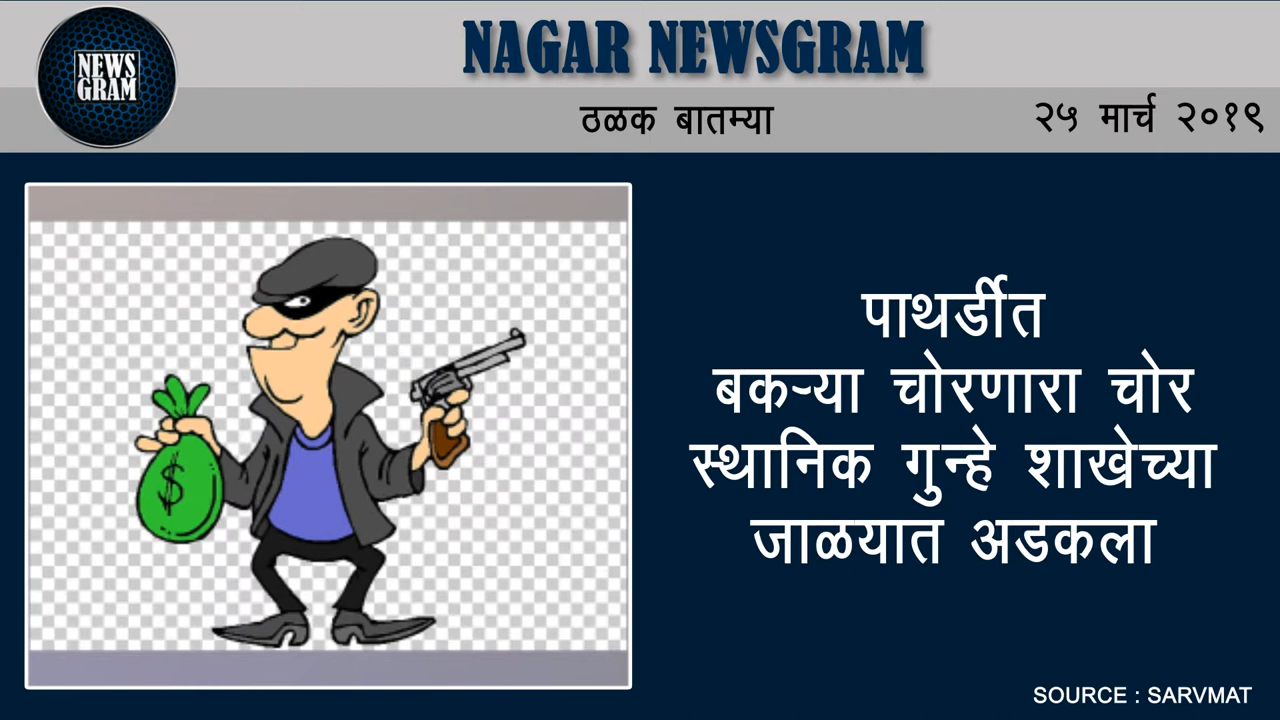 NEWS
GRAM
NAGAR NEWSGRAM
ठळक बातम्या
२५ मार्च २०१९
$
पाथर्डीत
बकऱ्या चोरणारा चोर
स्थानिक गुन्हे शाखेच्या
जाळयात अडकला
SOURCE : SARVMAT